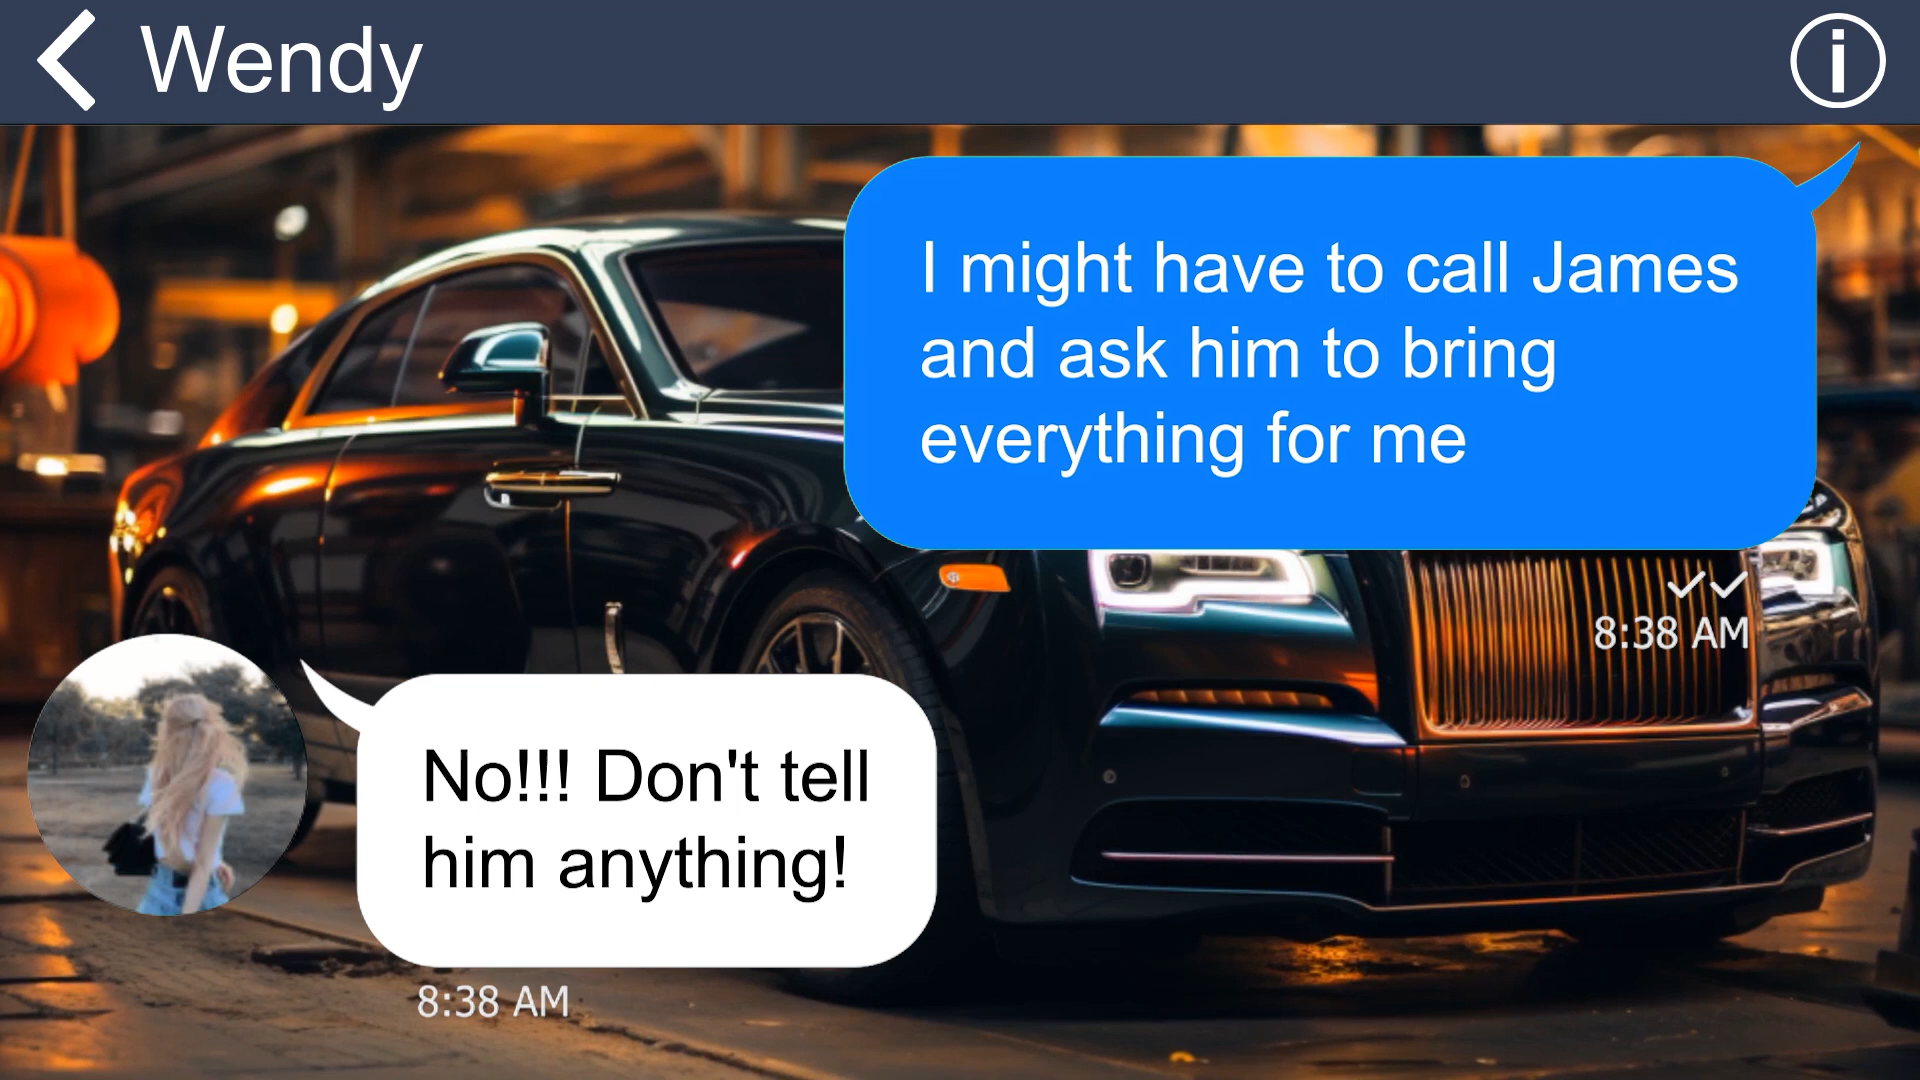 Wendy
I might have to call James
and ask him to bring
everything for me
8:38 AM
No!!! Don't tell
him anything!
8:38 AM